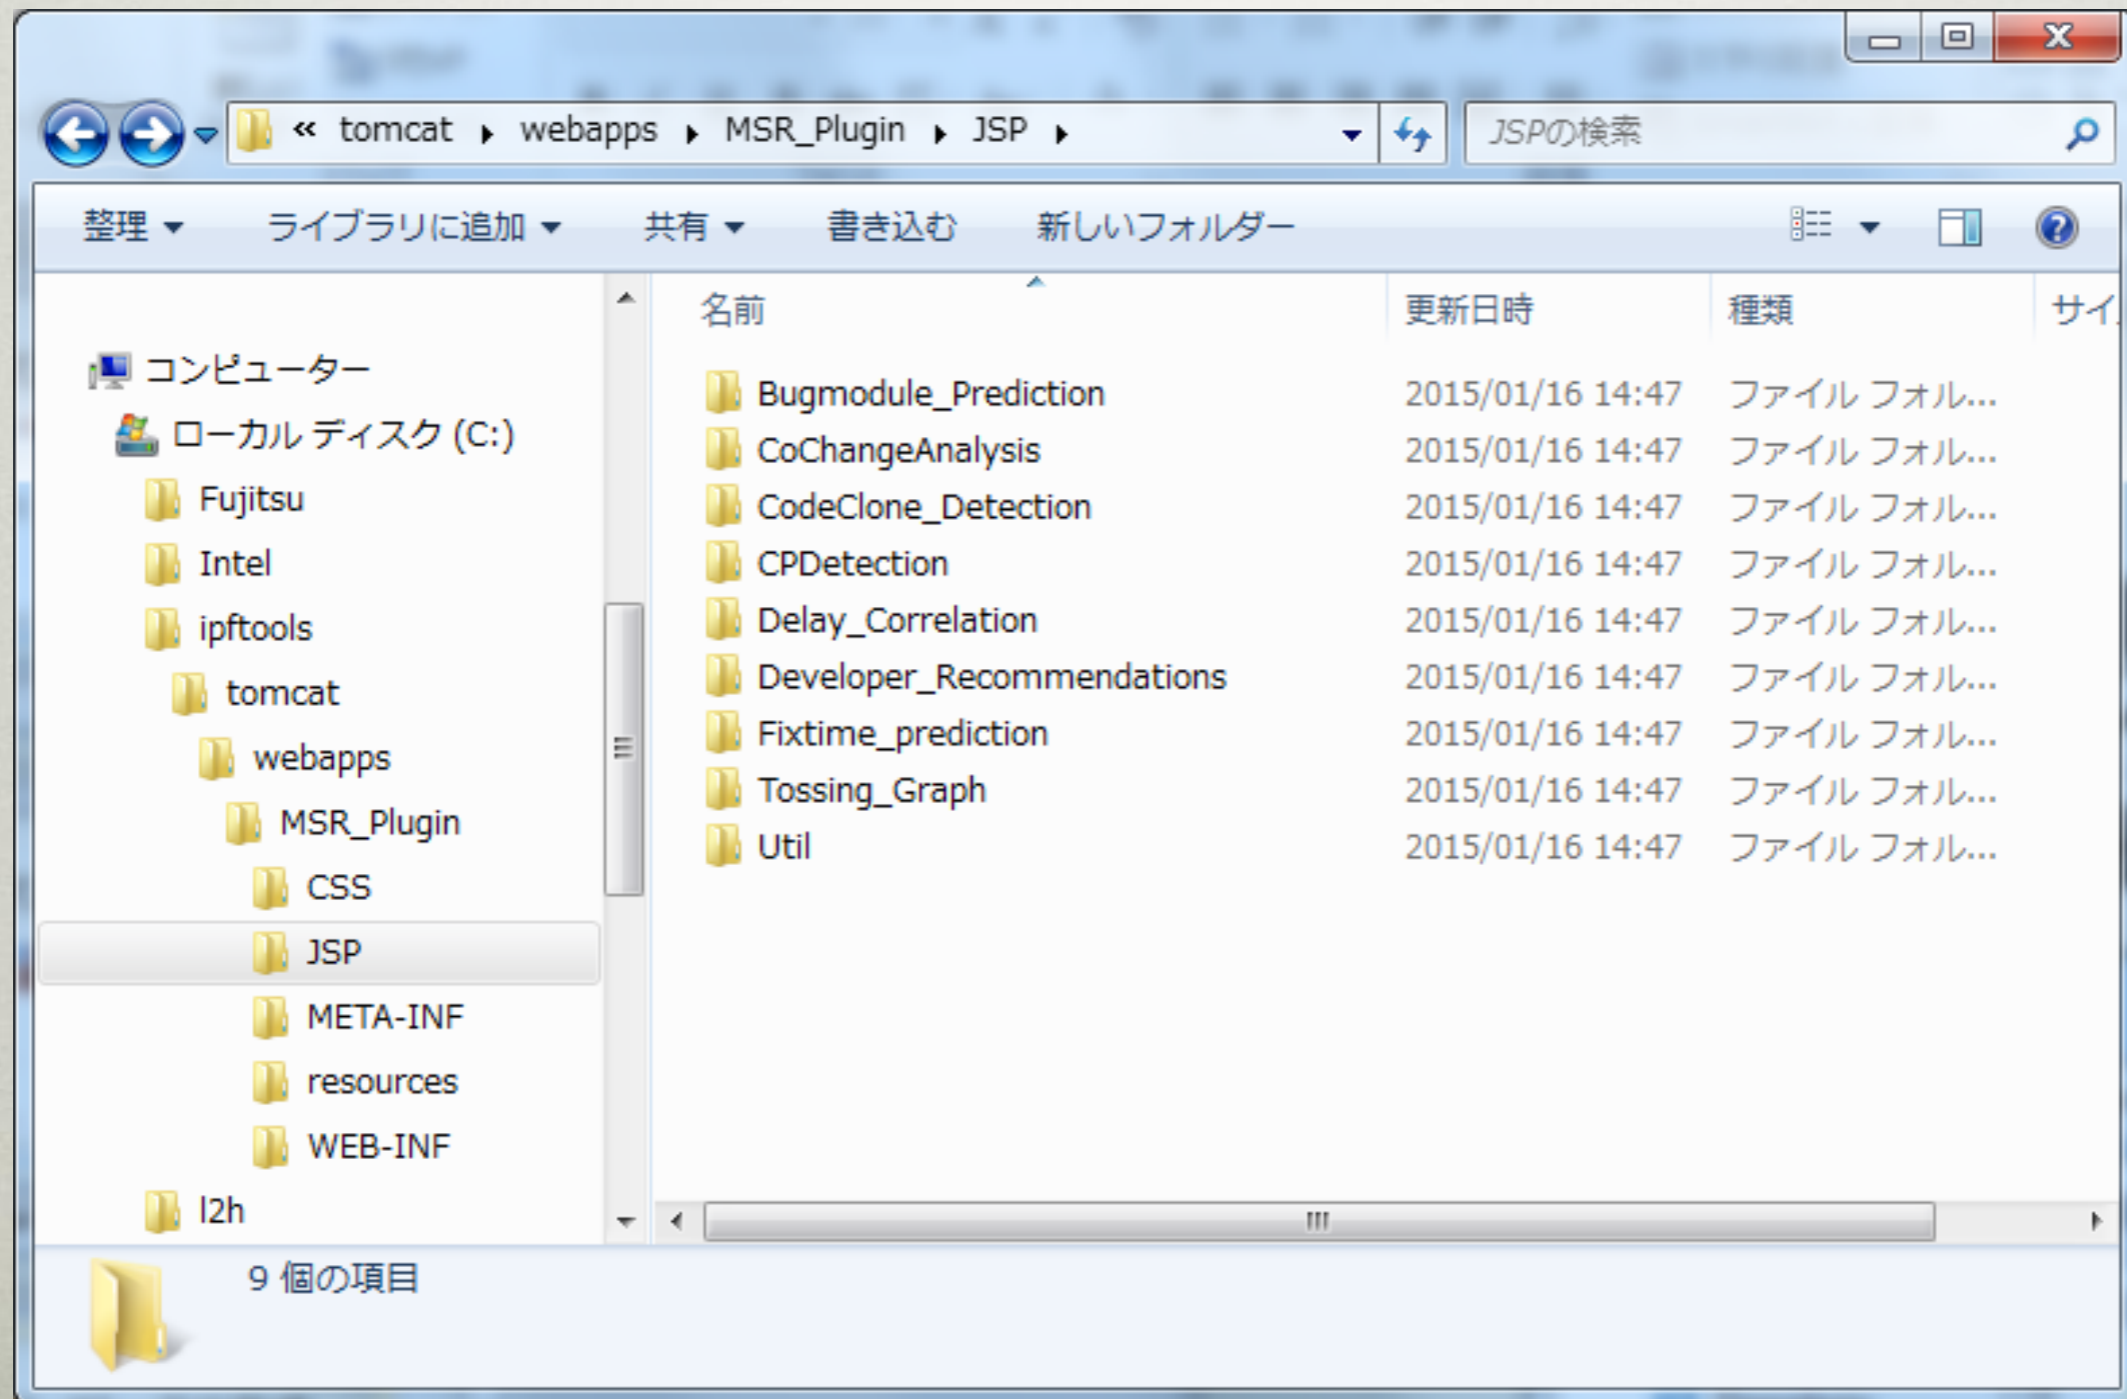 « tomcat ▸ webapps ▸ MSR_Plugin ▸ JSP ▸
JSPの検索
整理 ライブラリに追加 共有 書き込む 新しいフォルダー
コンピューター
ローカル ディスク (C:)
Fujitsu
Intel
ipftools
tomcat
webapps
MSR_Plugin
CSS
JSP
META-INF
resources
WEB-INF
l2h
名前 更新日時 種類 サイ
Bugmodule_Prediction 2015/01/16 14:47 ファイル フォル...
CoChangeAnalysis 2015/01/16 14:47 ファイル フォル...
CodeClone_Detection 2015/01/16 14:47 ファイル フォル...
CPDetection 2015/01/16 14:47 ファイル フォル...
Delay_Correlation 2015/01/16 14:47 ファイル フォル...
Developer_Recommendations 2015/01/16 14:47 ファイル フォル...
Fixtime_prediction 2015/01/16 14:47 ファイル フォル...
Tossing_Graph 2015/01/16 14:47 ファイル フォル...
Util 2015/01/16 14:47 ファイル フォル...
9 個の項目